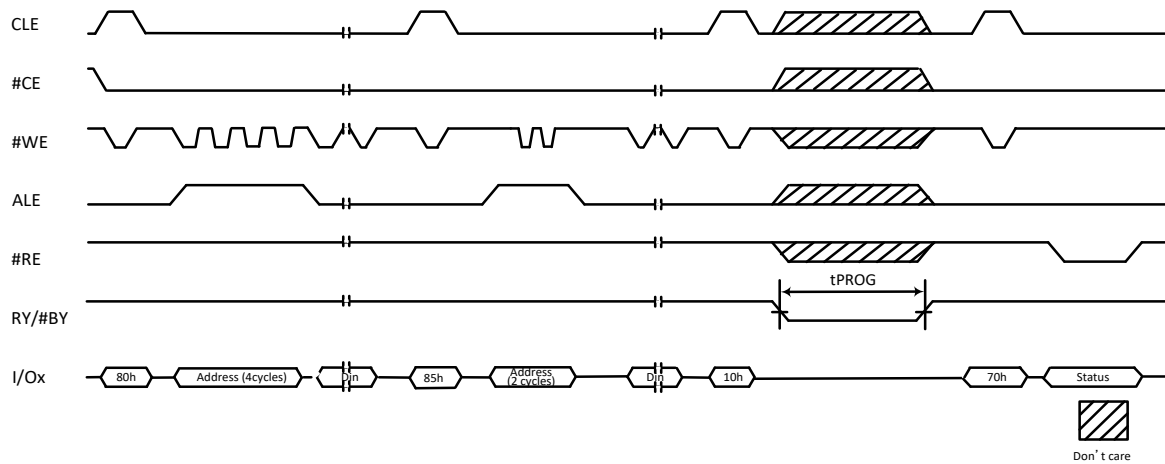 CLE
#CE
#WE
ALE
#RE
tPROG
RY/#BY
I/Ox
80h
Address (4cycles)
Din
85h
Address
(2 cycles)
Din
10h
70h
Status
Don' t care